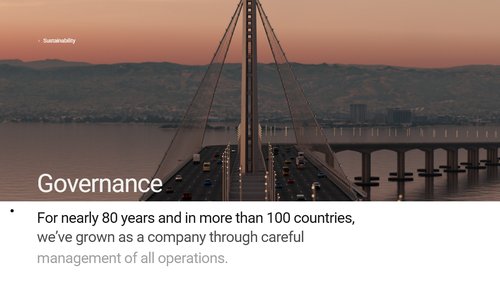 Sustainability
Governance
For nearly 80 years and in more than 100 countries,
we've grown as a company through careful
management of all operations.